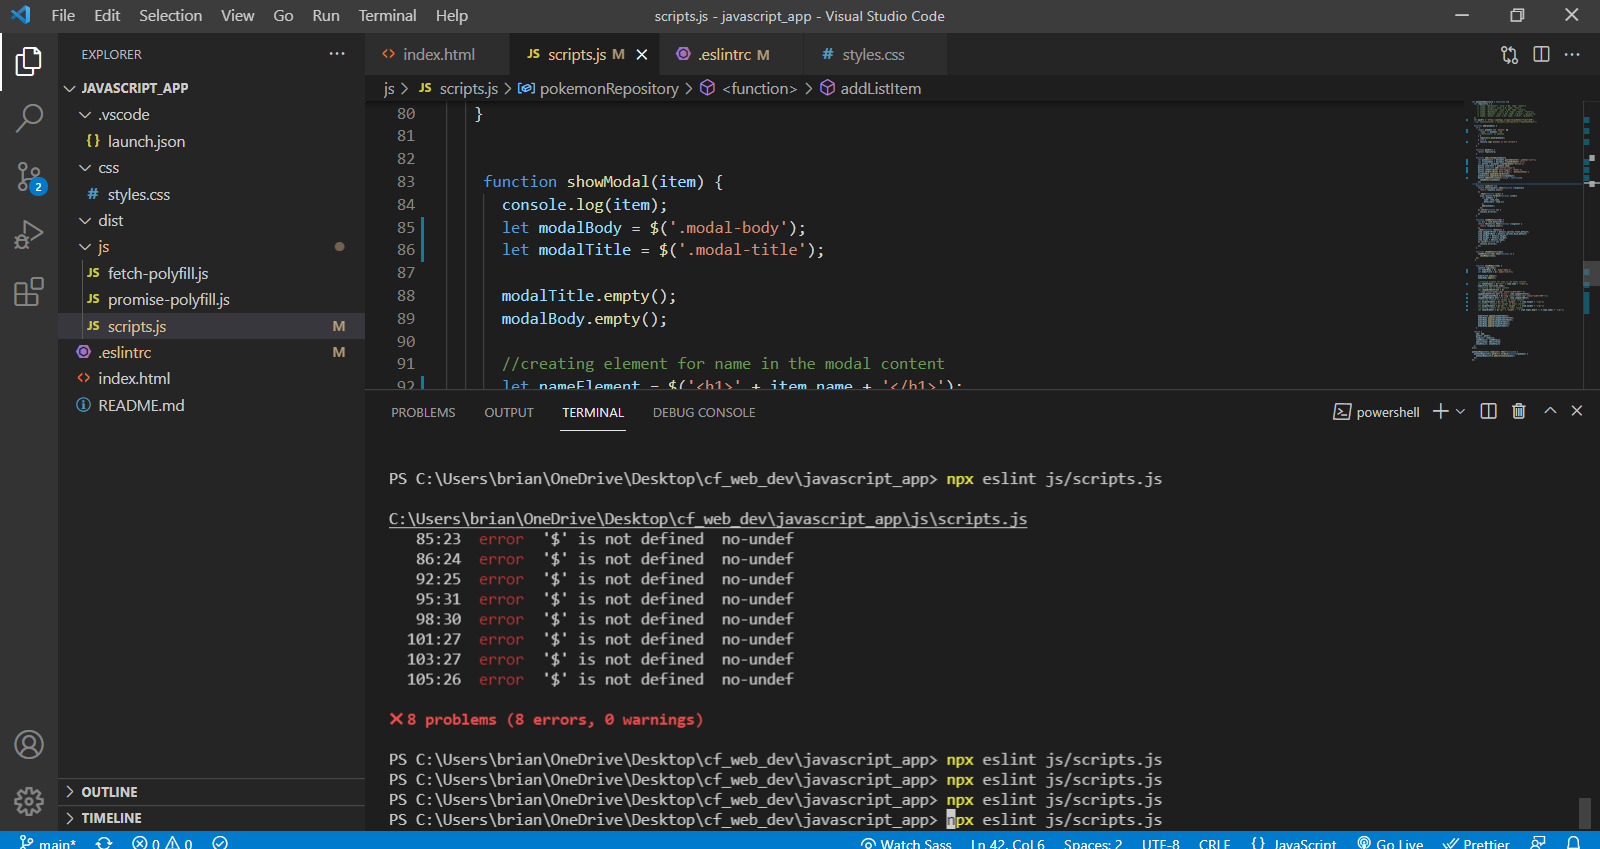 File Edit Selection View Go Run Terminal Help
scripts.js - javascript_app - Visual Studio Code
EXPLORER
JAVASCRIPT_APP
.vscode
launch.json
css
# styles.css
dist
js
JS fetch-polyfill.js
JS promise-polyfill.js
JS scripts.js M
.eslintrc M
index.html
README.md
OUTLINE
TIMELINE
2
index.html JS scripts.js M .eslintrc M # styles.css
js > JS scripts.js > pokemonRepository > <function> > addListItem
80 }
81
82
83 function showModal(item) {
84 console.log(item);
85 let modalBody = $('.modal-body');
86 let modalTitle = $('.modal-title');
87
88 modalTitle.empty();
89 modalBody.empty();
90
91 //creating element for name in the modal content
92 let nameElement = $('<h1>' + item.name + '</h1>');
PROBLEMS OUTPUT TERMINAL DEBUG CONSOLE
powershell
PS C:\Users\brian\OneDrive\Desktop\cf_web_dev\javascript_app> npx eslint js/scripts.js
C:\Users\brian\OneDrive\Desktop\cf_web_dev\javascript_app\js\scripts.js
85:23 error '$' is not defined no-undef
86:24 error '$' is not defined no-undef
92:25 error '$' is not defined no-undef
95:31 error '$' is not defined no-undef
98:30 error '$' is not defined no-undef
101:27 error '$' is not defined no-undef
103:27 error '$' is not defined no-undef
105:26 error '$' is not defined no-undef
8 problems (8 errors, 0 warnings)
PS C:\Users\brian\OneDrive\Desktop\cf_web_dev\javascript_app> npx eslint js/scripts.js
PS C:\Users\brian\OneDrive\Desktop\cf_web_dev\javascript_app> npx eslint js/scripts.js
PS C:\Users\brian\OneDrive\Desktop\cf_web_dev\javascript_app> npx eslint js/scripts.js
PS C:\Users\brian\OneDrive\Desktop\cf_web_dev\javascript_app> npx eslint js/scripts.js
main* 0 0 Watch Sass Ln 42, Col 6 Spaces: 2 UTF-8 CRLF {} JavaScript Go Live Prettier